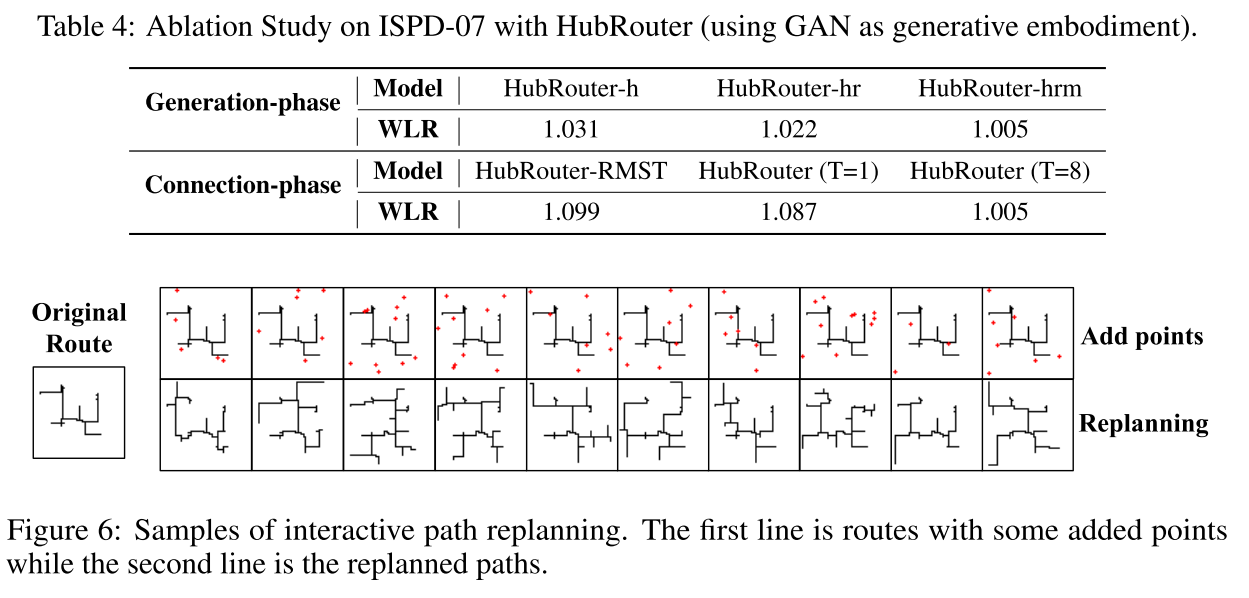 Table 4: Ablation Study on ISPD-07 with HubRouter (using GAN as generative embodiment).
Generation-phase Model HubRouter-h HubRouter-hr HubRouter-hrm
WLR 1.031 1.022 1.005
Connection-phase Model HubRouter-RMST HubRouter (T=1) HubRouter (T=8)
WLR 1.099 1.087 1.005
Original
Route
Add points
Replanning
Figure 6: Samples of interactive path replanning. The first line is routes with some added points
while the second line is the replanned paths.